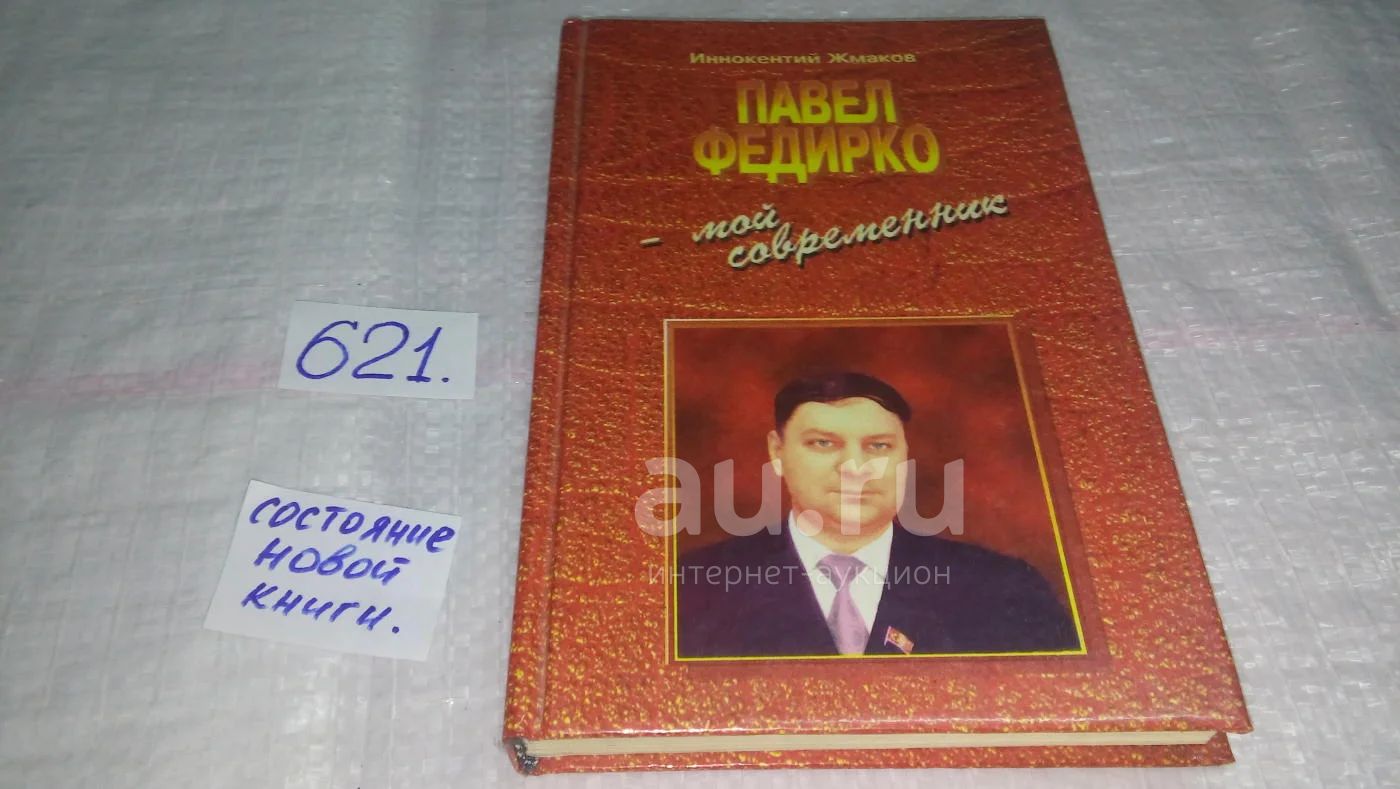 Иннокентий Жмаков
ПАВЕЛ
ФЕДИРКО
– мой
современник
621.
состояние
новой
книги.
au.ru
интернет-аукцион